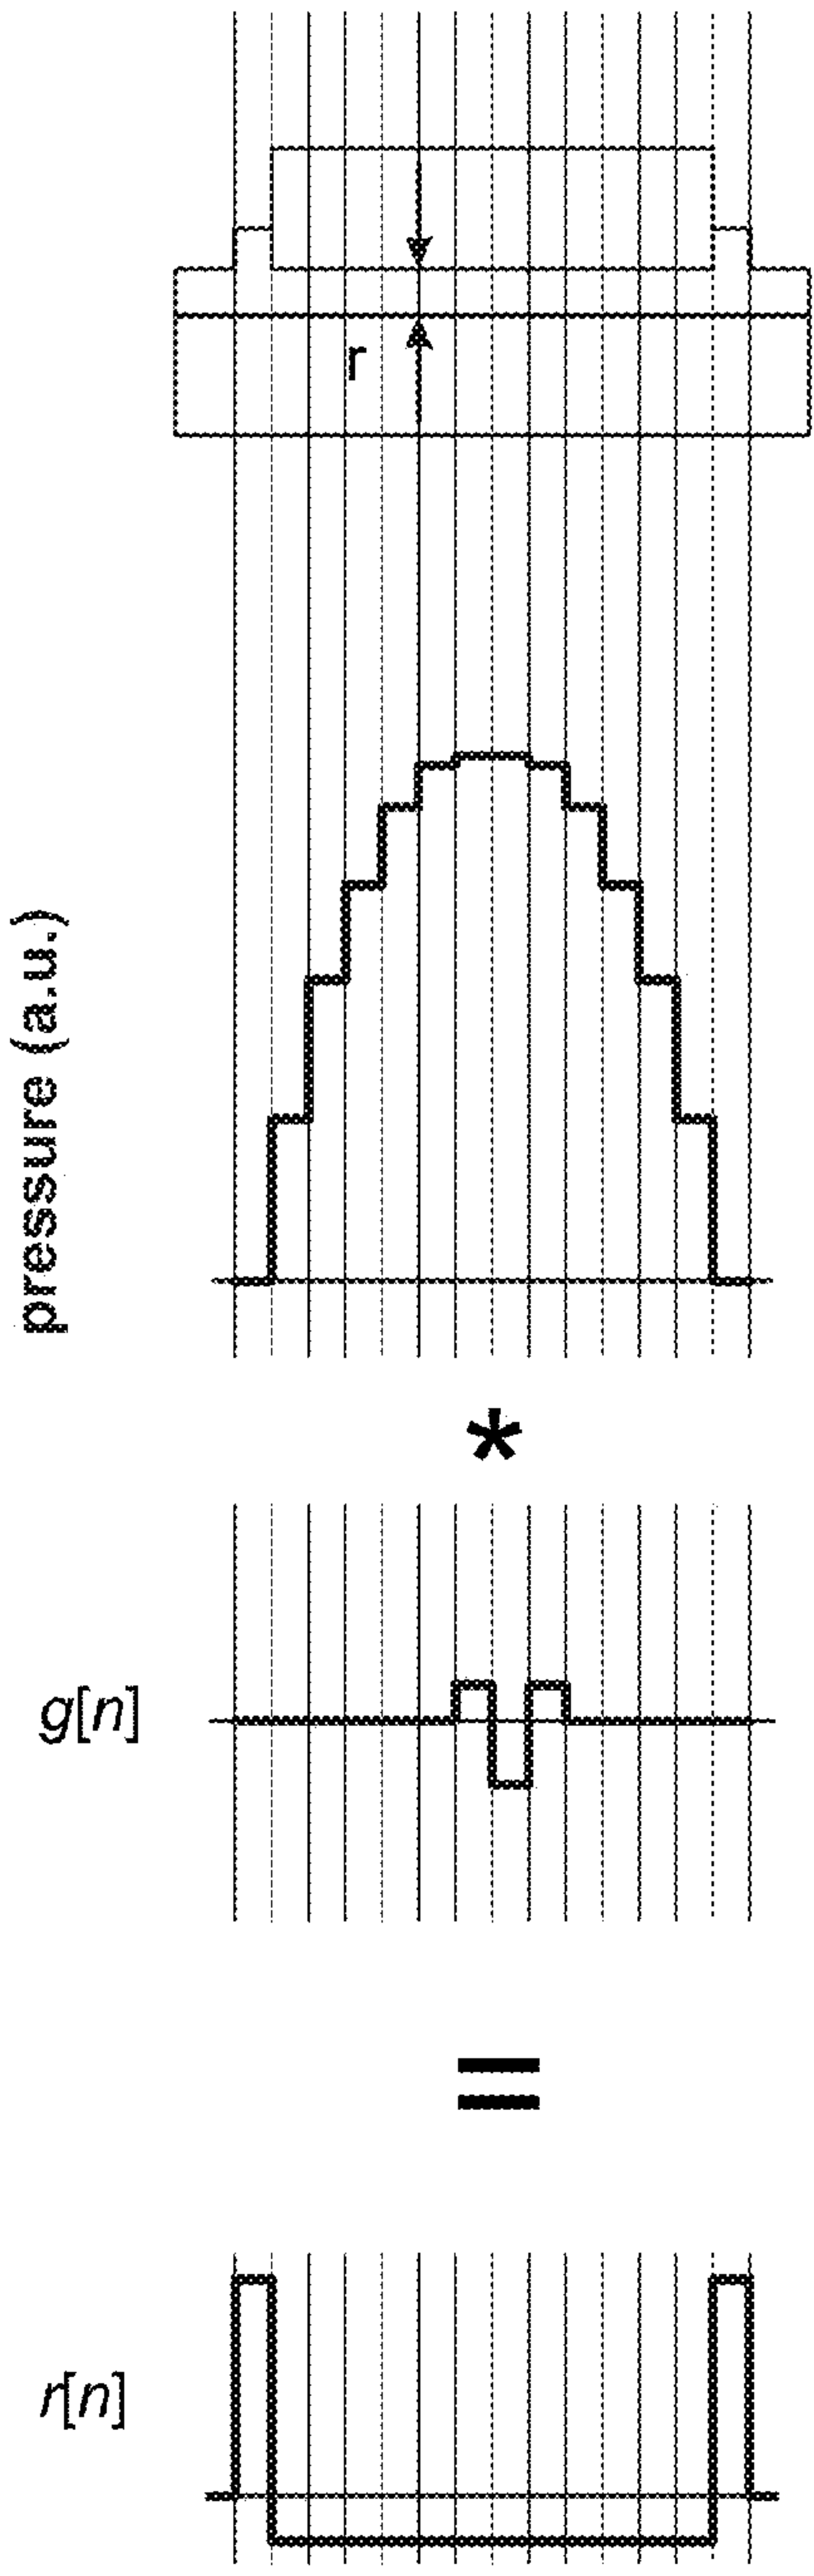 r
pressure (a.u.)
*
g[n]
=
r[n]